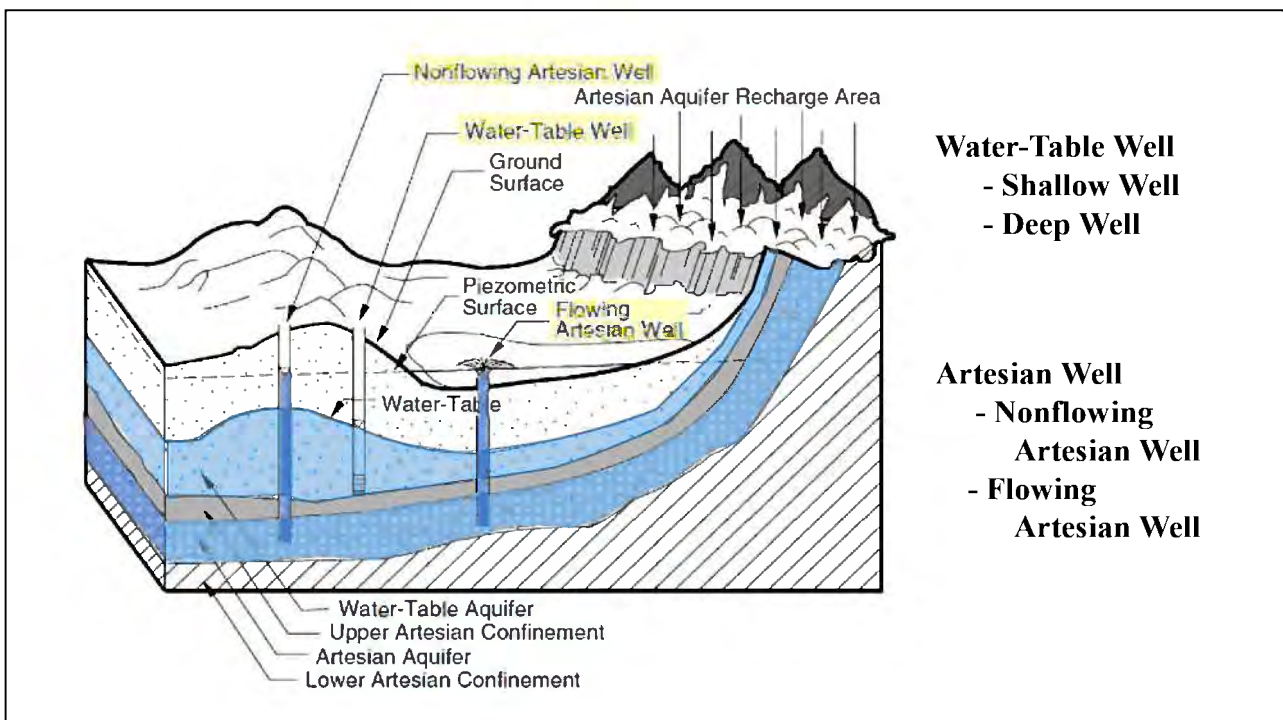 Nonflowing Artesian Well
Artesian Aquifer Recharge Area
Water-Table Well
Ground
Surface
Piezometric
Surface
Flowing
Artesian Well
Water-Table
Water-Table Aquifer
Upper Artesian Confinement
Artesian Aquifer
Lower Artesian Confinement
Water-Table Well
- Shallow Well
- Deep Well
Artesian Well
- Nonflowing
Artesian Well
- Flowing
Artesian Well